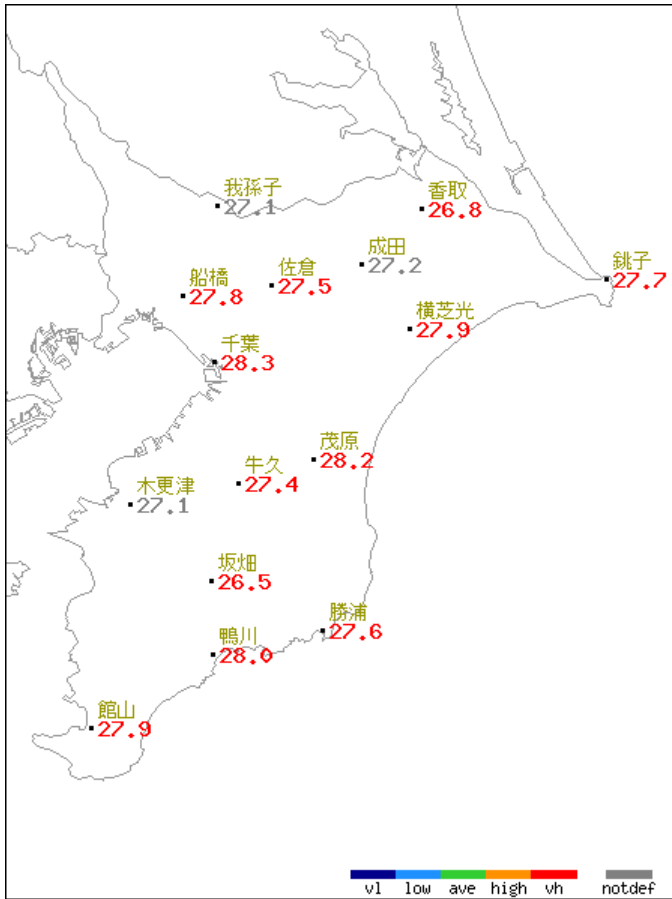 我孫子
27.1
香取
26.8
成田
27.2
銚子
27.7
船橋
27.8
佐倉
27.5
横芝光
27.9
千葉
28.3
茂原
28.2
牛久
27.4
木更津
27.1
坂畑
26.5
勝浦
27.6
鴨川
28.0
館山
27.9
vl low ave high vh notdef